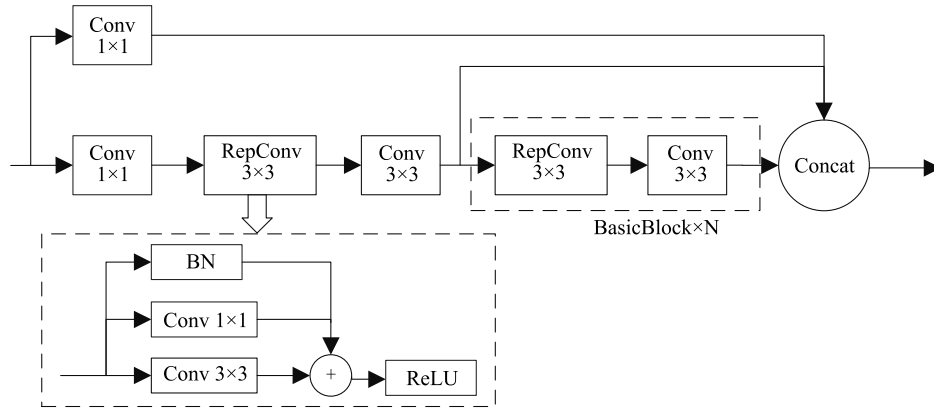 Conv
1×1
Conv
1×1
RepConv
3×3
Conv
3×3
RepConv
3×3
Conv
3×3
Concat
BasicBlock×N
BN
Conv 1×1
Conv 3×3
+
ReLU